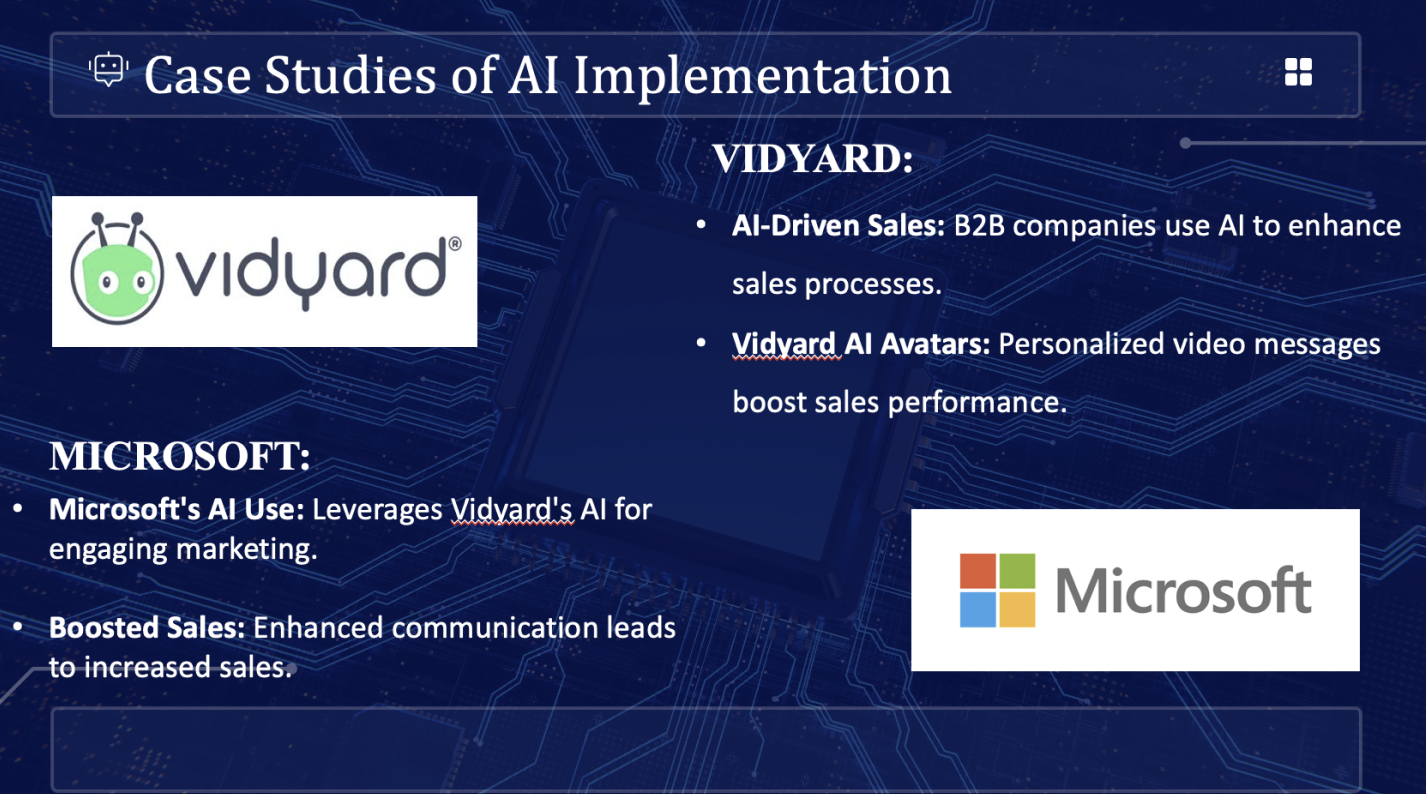 Case Studies of AI Implementation
vidyard®
VIDYARD:
• AI-Driven Sales: B2B companies use AI to enhance
sales processes.
• Vidyard AI Avatars: Personalized video messages
boost sales performance.
MICROSOFT:
• Microsoft's AI Use: Leverages Vidyard's AI for
engaging marketing.
• Boosted Sales: Enhanced communication leads
to increased sales.
Microsoft